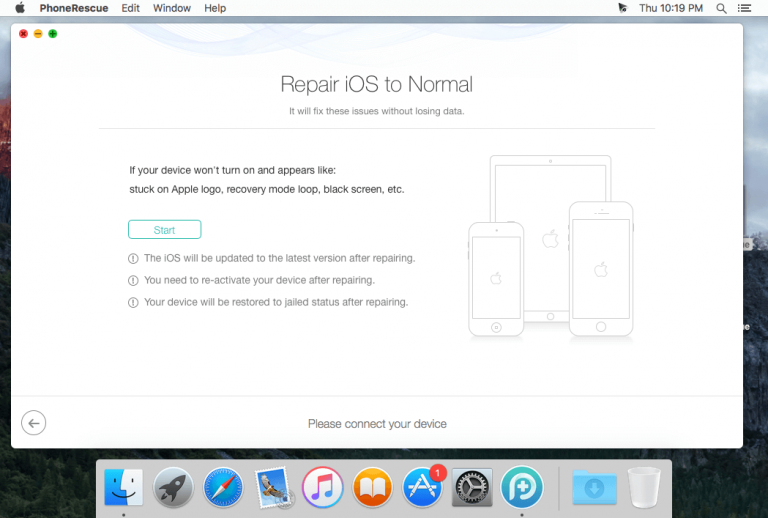 PhoneRescue Edit Window Help Thu 10:19 PM
Repair iOS to Normal
It will fix these issues without losing data.
If your device won't turn on and appears like:
stuck on Apple logo, recovery mode loop, black screen, etc.
Start
The iOS will be updated to the latest version after repairing.
You need to re-activate your device after repairing.
Your device will be restored to jailed status after repairing.
Please connect your device
1